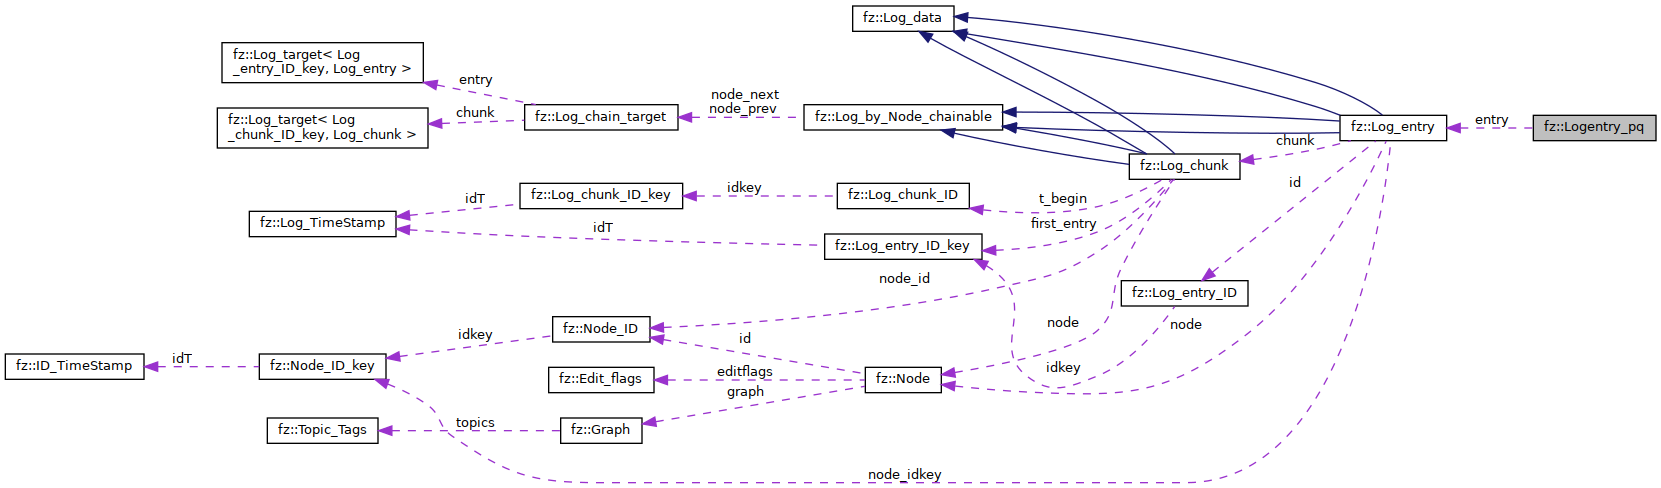 fz::Log_data
fz::Log_target< Log
_entry_ID_key, Log_entry >
entry
node_next
node_prev
chunk
fz::Log_target< Log
_chunk_ID_key, Log_chunk >
fz::Log_chain_target
fz::Log_by_Node_chainable
fz::Log_entry
entry
fz::Logentry_pq
chunk
fz::Log_chunk
id
fz::Log_chunk_ID_key
idkey
fz::Log_chunk_ID
idT
t_begin
fz::Log_TimeStamp
first_entry
idT
fz::Log_entry_ID_key
node_id
fz::Log_entry_ID
node
node
fz::Node_ID
idkey
id
idkey
fz::ID_TimeStamp
idT
fz::Node_ID_key
fz::Edit_flags
editflags
fz::Node
graph
topics
fz::Topic_Tags
fz::Graph
node_idkey